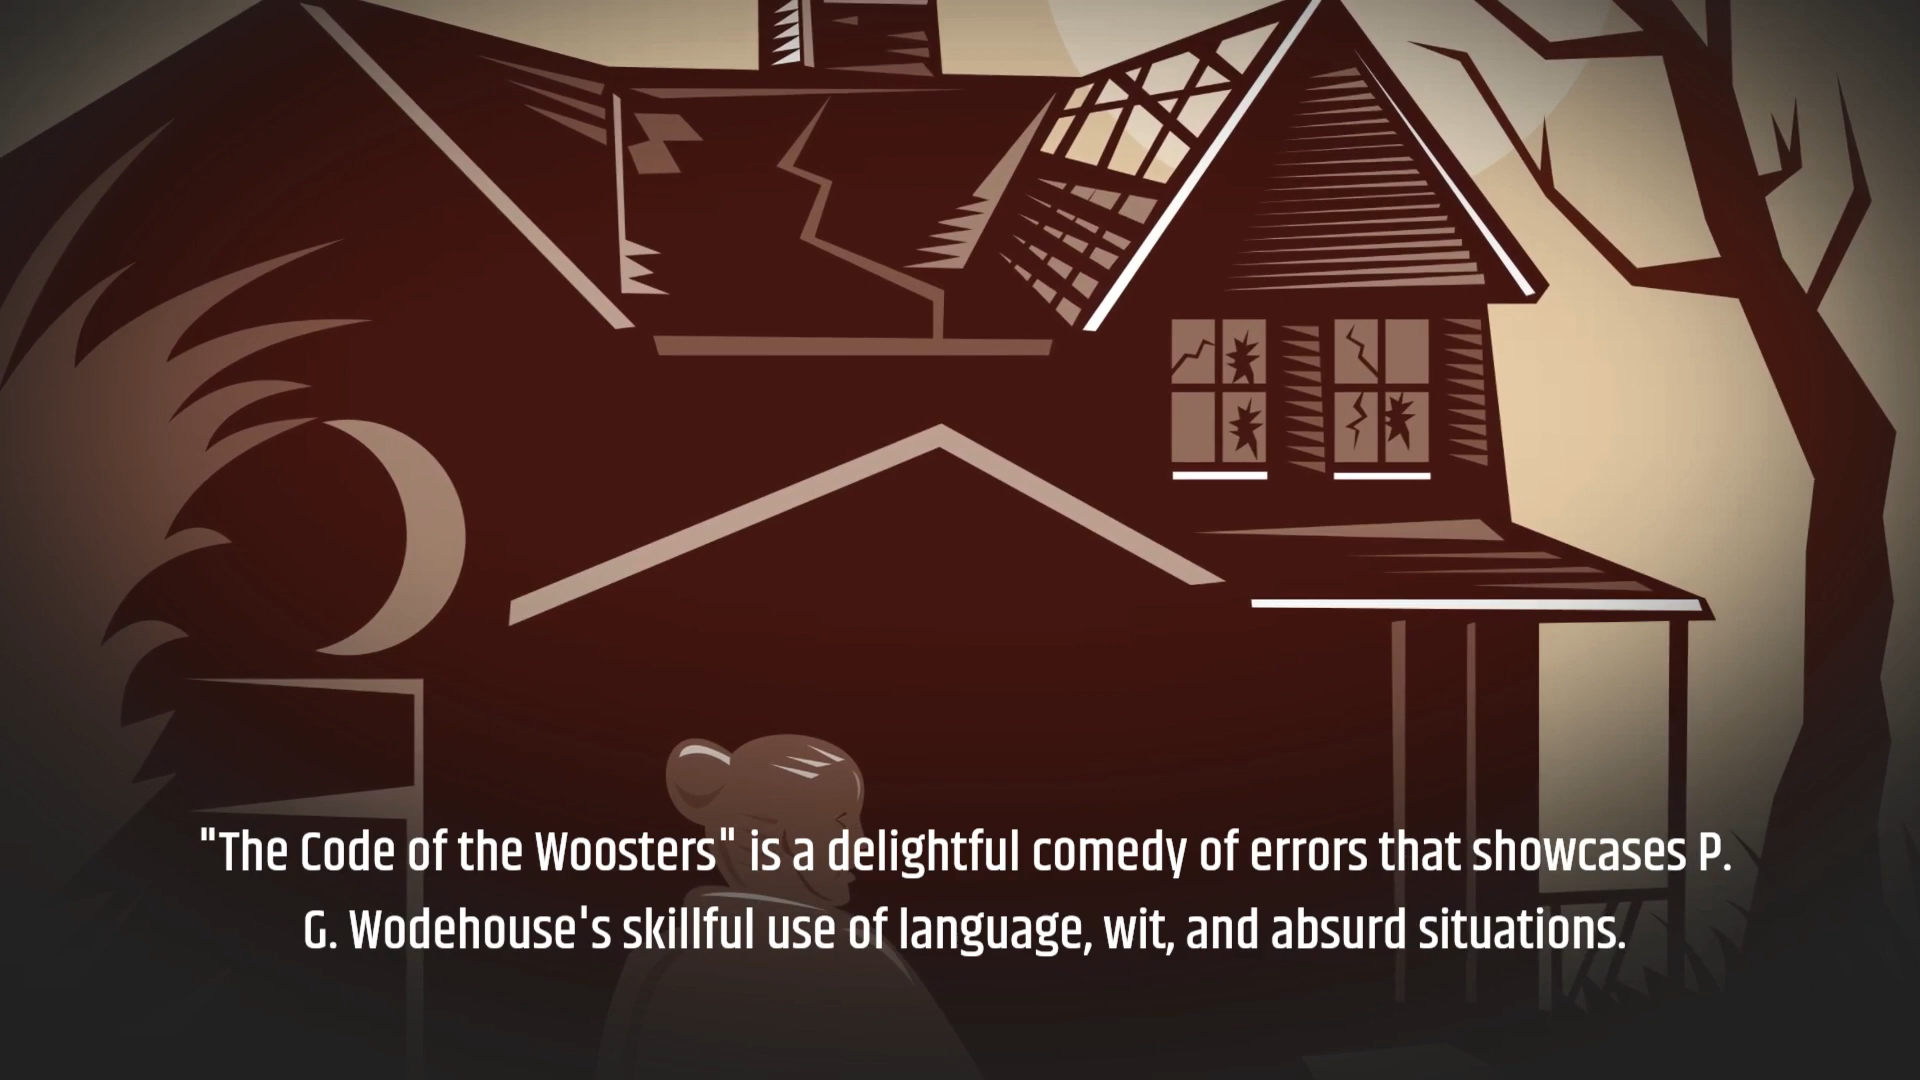 "The Code of the Woosters" is a delightful comedy of errors that showcases P.
G. Wodehouse's skillful use of language, wit, and absurd situations.